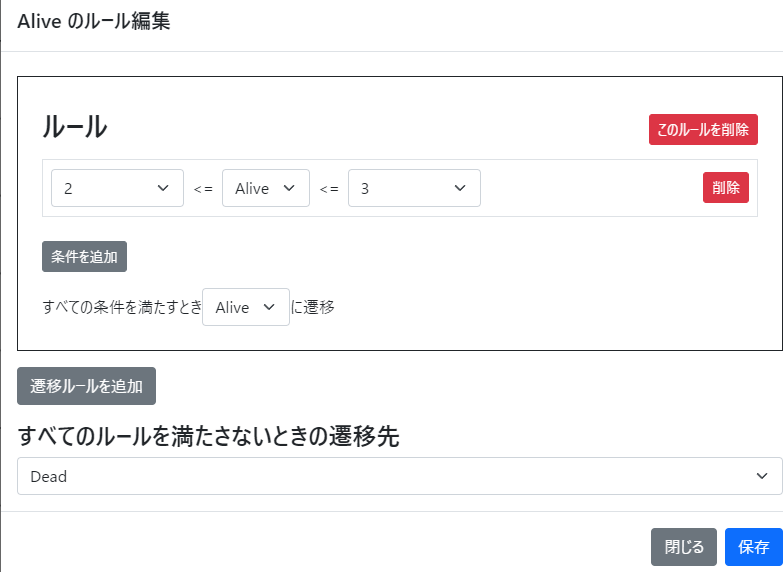 Alive のルール編集
ルール
このルールを削除
2 <= Alive <= 3 削除
条件を追加
すべての条件を満たすとき Alive に遷移
遷移ルールを追加
すべてのルールを満たさないときの遷移先
Dead
閉じる 保存